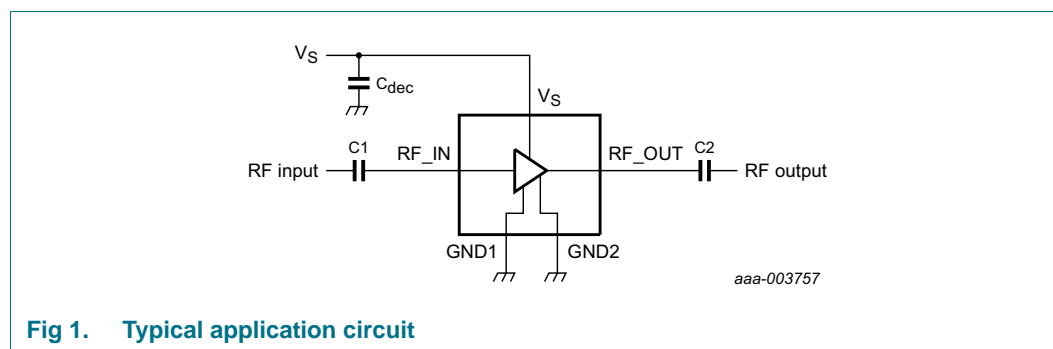 VS
Cdec
VS
C1
RF_IN
RF_OUT
C2
RF input
RF output
GND1
GND2
aaa-003757
Fig 1. Typical application circuit